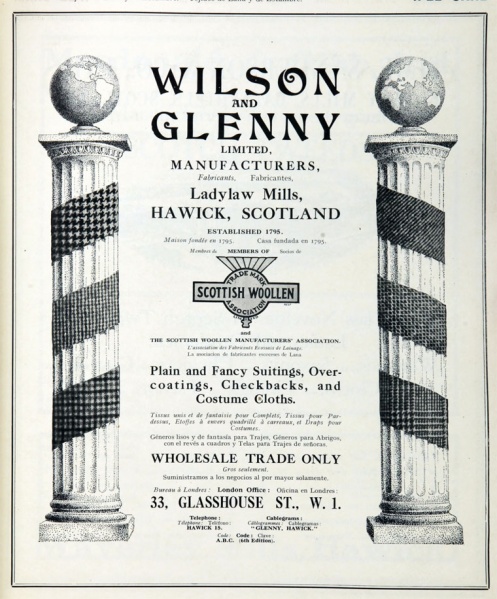 WILSON
AND
GLENNY
LIMITED,
MANUFACTURERS,
Fabricants, Fabricantes,
Ladylaw Mills,
HAWICK, SCOTLAND
ESTABLISHED 1795.
Maison fondée en 1795. Casa fundada en 1795.
Membres de MEMBERS OF Socios de
TRADE MARK
SCOTTISH WOOLLEN
ASSOCIATION
and
THE SCOTTISH WOOLLEN MANUFACTURERS' ASSOCIATION.
L'association des Fabricants Ecossais de Lainage.
La asociacion de fabricantes escoceses de Lana
Plain and Fancy Suitings, Over-
coatings, Checkbacks, and
Costume Cloths.
Tissus unis et de fantaisie pour Complets, Tissus pour Par-
dessus, Etoffes à envers quadrillé à carreaux, et Draps pour
Costumes.
Géneros lisos y de fantasía para Trajes, Géneros para Abrigos,
con el revés a cuadros y Telas para Trajes de señoras.
WHOLESALE TRADE ONLY
Gros seulement.
Suministramos a los negocios al por mayor solamente.
Bureau à Londres: London Office: Oficina en Londres:
33, GLASSHOUSE ST., W. 1.
Telephone: Cablegrams:
Téléphone: Teléfono: Câblogrammes: Cablegramas:
HAWICK 15. "GLENNY, HAWICK."
Code: Code: Clave:
A.B.C. (6th Edition).